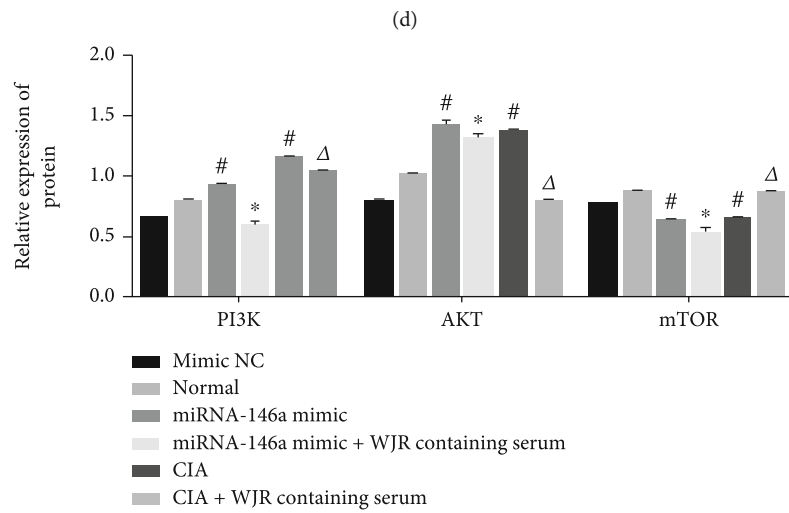 (d)
Relative expression of
protein
2.0
1.5
1.0
0.5
0.0
#
*
#
Δ
#
*
#
Δ
#
*
#
Δ
PI3K
AKT
mTOR
Mimic NC
Normal
miRNA-146a mimic
miRNA-146a mimic + WJR containing serum
CIA
CIA + WJR containing serum